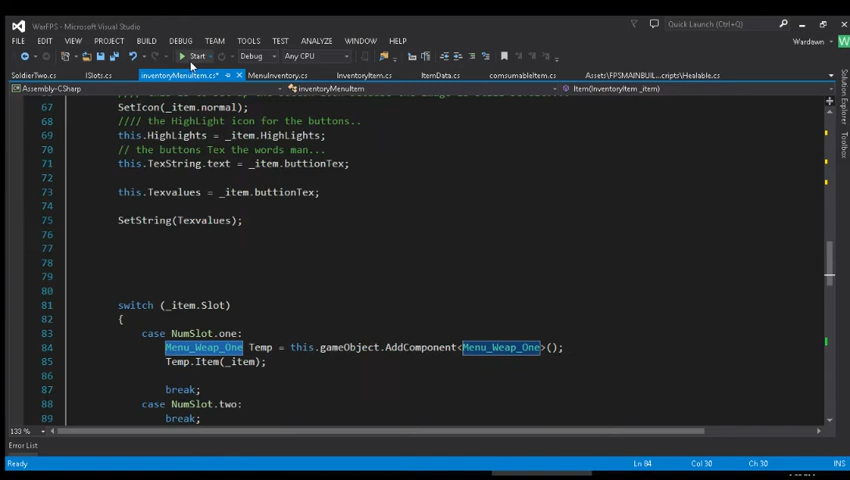 WarFPS - Microsoft Visual Studio
Quick Launch (Ctrl+Q)
FILE EDIT VIEW PROJECT BUILD DEBUG TEAM TOOLS TEST ARCHITECTURE ANALYZE WINDOW HELP
Wardawn W
Start Debug Any CPU
SoldierTwo.cs ISlots.cs inventoryMenuItem.cs* MenuInventory.cs InventoryItem.cs ItemData.cs comsumableItem.cs Assets\FPSMAINBUIL...cripts\Healable.cs
Assembly-CSharp inventoryMenuItem Item(InventoryItem _item)
67 SetIcon(_item.normal);
68 //// the HighLight icon for the buttons..
69 this.HighLights = _item.HighLights;
70 // the buttons Tex the words man...
71 this.TexString.text = _item.buttionTex;
72
73 this.Texvalues = _item.buttionTex;
74
75 SetString(Texvalues);
76
77
78
79
80
81 switch (_item.Slot)
82 {
83 case NumSlot.one:
84 Menu_Weap_One Temp = this.gameObject.AddComponent<Menu_Weap_One>();
85 Temp.Item(_item);
86
87 break;
88 case NumSlot.two:
89 break;
133 %
Error List
Ready Ln 84 Col 30 Ch 30 INS
Solution Explorer
Toolbox